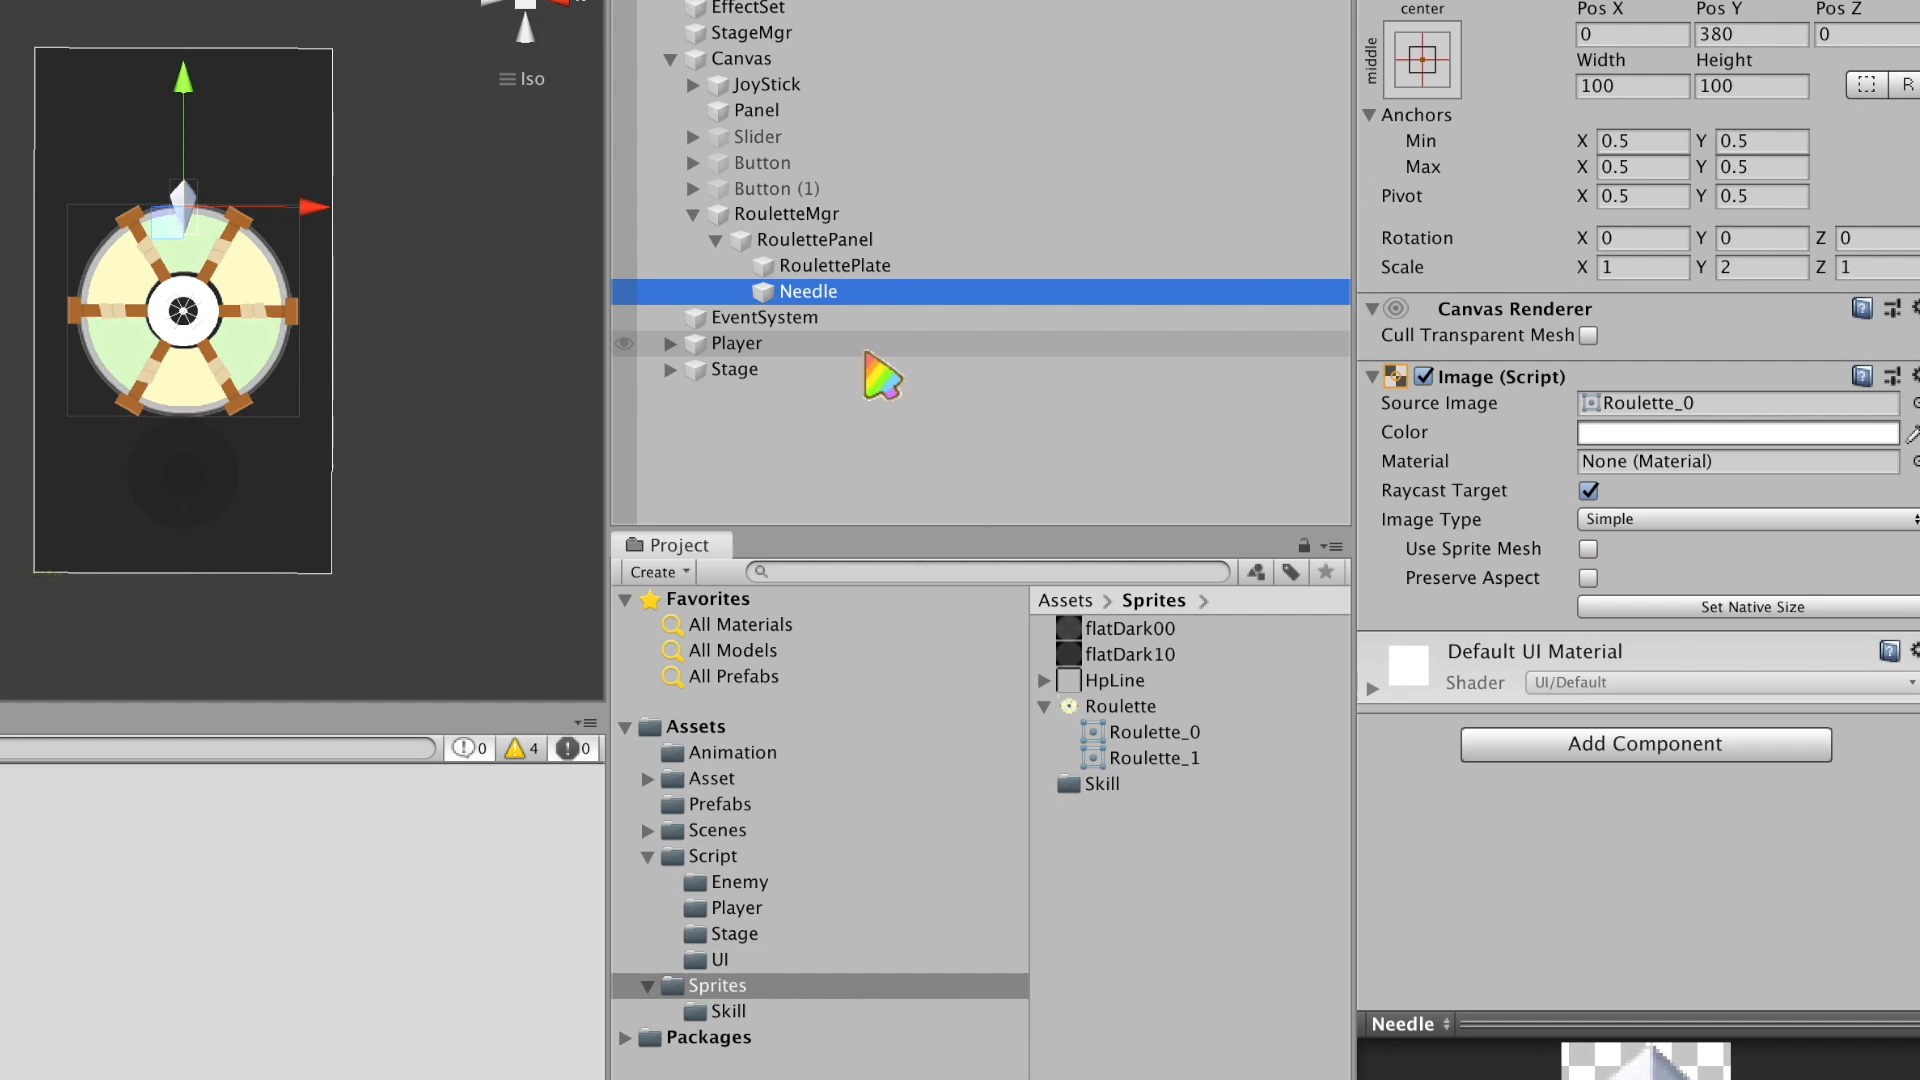 Iso
EffectSet
StageMgr
Canvas
JoyStick
Panel
Slider
Button
Button (1)
RouletteMgr
RoulettePanel
RoulettePlate
Needle
EventSystem
Player
Stage
0
4
0
Project
Create
Favorites
All Materials
All Models
All Prefabs
Assets
Animation
Asset
Prefabs
Scenes
Script
Enemy
Player
Stage
UI
Sprites
Skill
Packages
Assets > Sprites >
flatDark00
flatDark10
HpLine
Roulette
Roulette_0
Roulette_1
Skill
center
middle
Pos X Pos Y Pos Z
0 380 0
Width Height
100 100
R
Anchors
Min X 0.5 Y 0.5
Max X 0.5 Y 0.5
Pivot X 0.5 Y 0.5
Rotation X 0 Y 0 Z 0
Scale X 1 Y 2 Z 1
Canvas Renderer
Cull Transparent Mesh
Image (Script)
Source Image Roulette_0
Color
Material None (Material)
Raycast Target
Image Type Simple
Use Sprite Mesh
Preserve Aspect
Set Native Size
Default UI Material
Shader UI/Default
Add Component
Needle